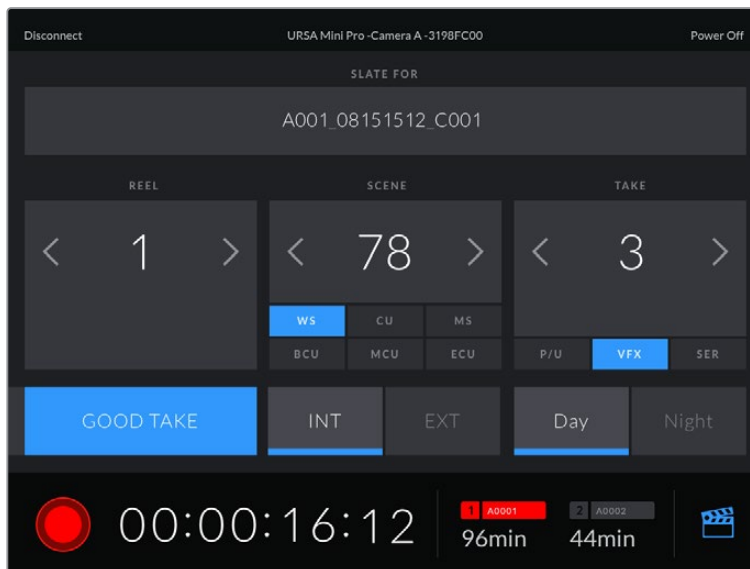 Disconnect URSA Mini Pro -Camera A -3198FC00 Power Off
SLATE FOR
A001_08151512_C001
REEL SCENE TAKE
< 1 > < 78 > < 3 >
WS CU MS
BCU MCU ECU P/U VFX SER
GOOD TAKE INT EXT Day Night
1 A0001 2 A0002
00:00:16:12 96min 44min